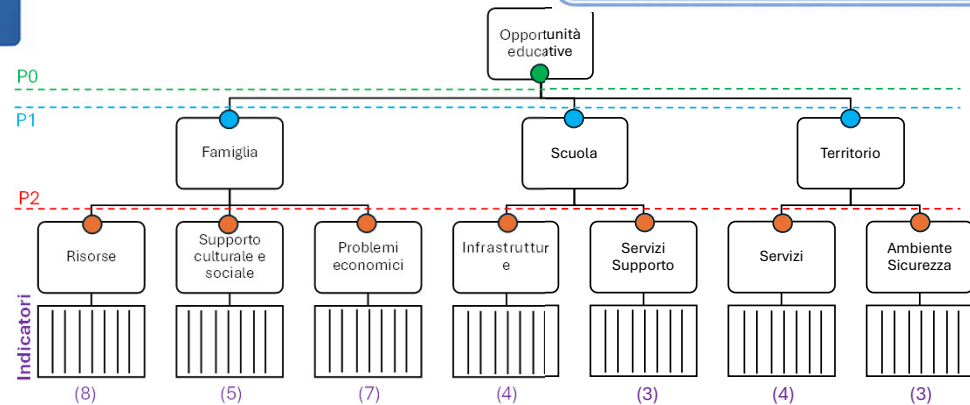 Opportunità
educative
P0
P1
Famiglia
Scuola
Territorio
P2
Risorse
Supporto
culturale e
sociale
Problemi
economici
Infrastruttur
e
Servizi
Supporto
Servizi
Ambiente
Sicurezza
Indicatori
(8)
(5)
(7)
(4)
(3)
(4)
(3)